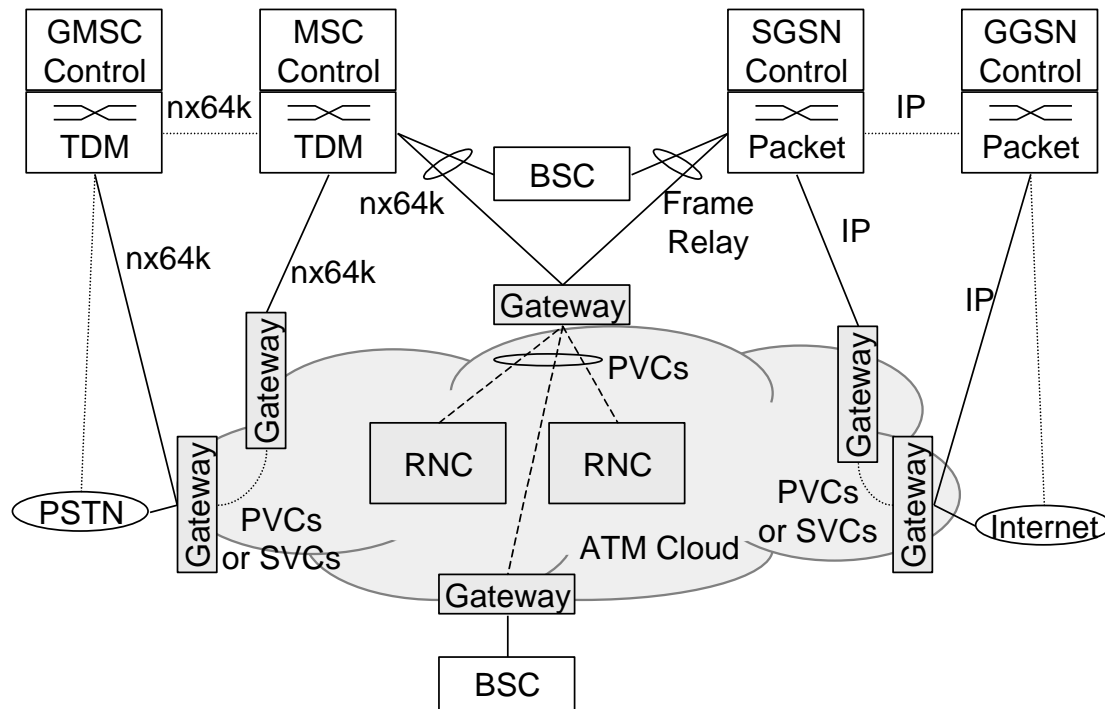 GMSC
Control
TDM
nx64k
MSC
Control
TDM
SGSN
Control
Packet
IP
GGSN
Control
Packet
BSC
nx64k
Frame
Relay
nx64k
nx64k
IP
IP
Gateway
Gateway
Gateway
PVCs
RNC
RNC
Gateway
Gateway
PSTN
PVCs
or SVCs
PVCs
or SVCs
Internet
ATM Cloud
Gateway
BSC